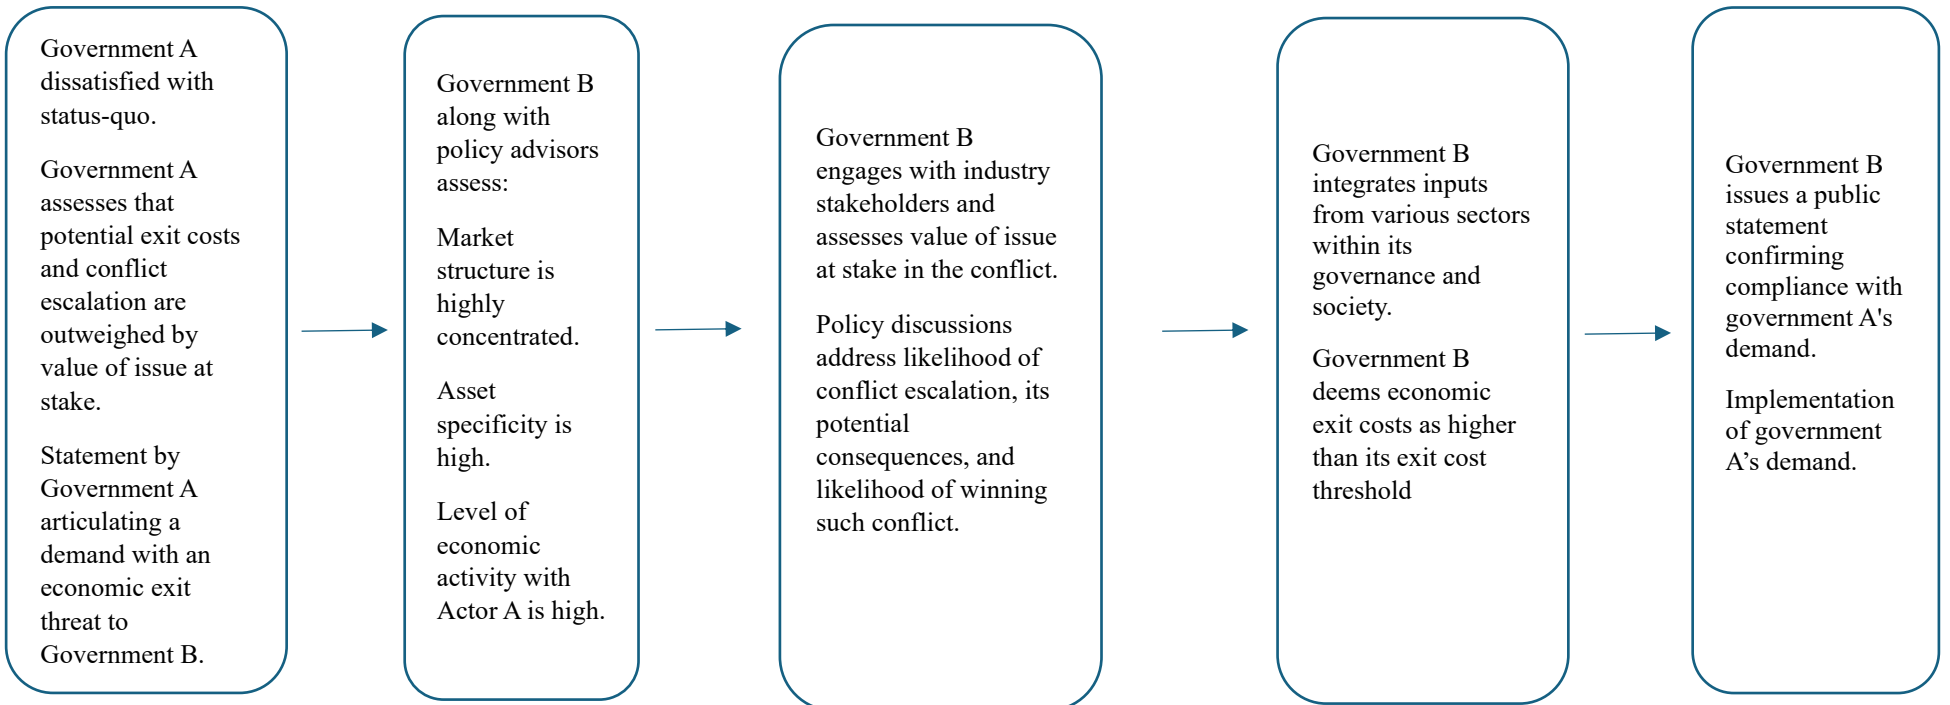 Government A
dissatisfied with
status-quo.
Government A
assesses that
potential exit costs
and conflict
escalation are
outweighed by
value of issue at
stake.
Statement by
Government A
articulating a
demand with an
economic exit
threat to
Government B.
Government B
along with
policy advisors
assess:
Market
structure is
highly
concentrated.
Asset
specificity is
high.
Level of
economic
activity with
Actor A is high.
Government B
engages with industry
stakeholders and
assesses value of issue
at stake in the conflict.
Policy discussions
address likelihood of
conflict escalation, its
potential
consequences, and
likelihood of winning
such conflict.
Government B
integrates inputs
from various sectors
within its
governance and
society.
Government B
deems economic
exit costs as higher
than its exit cost
threshold
Government B
issues a public
statement
confirming
compliance with
government A's
demand.
Implementation
of government
A’s demand.